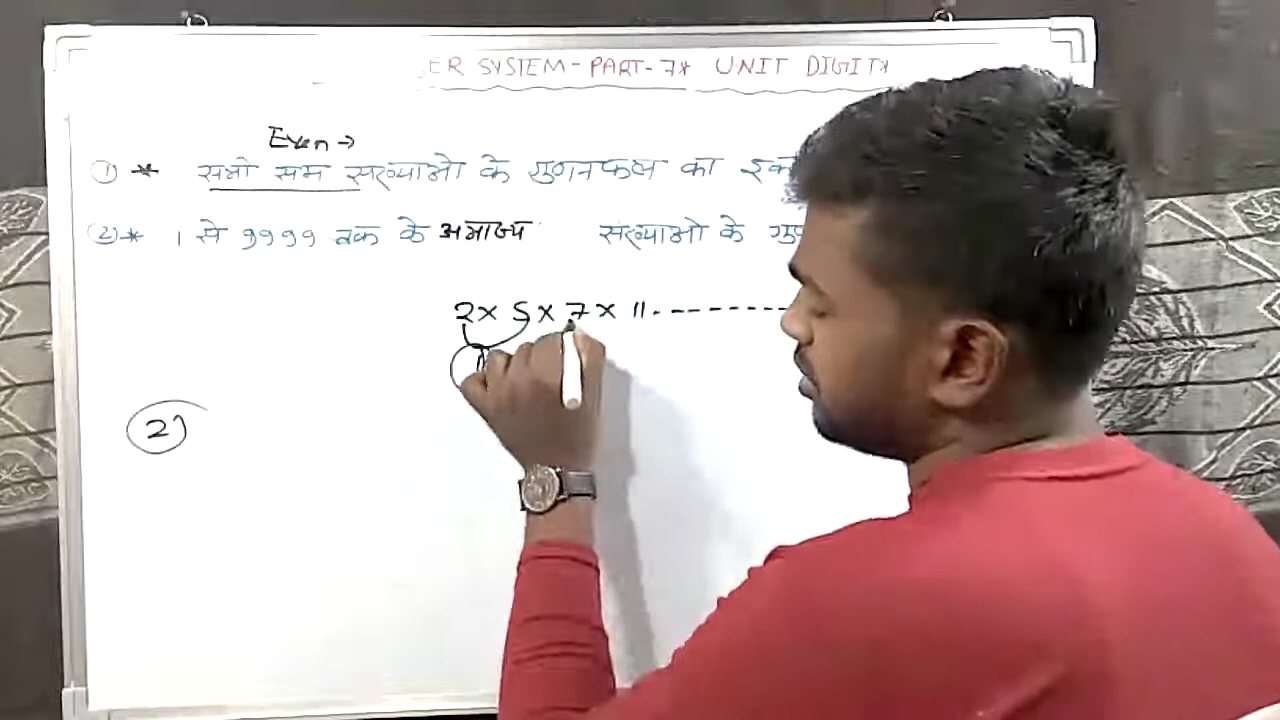 ER SYSTEM-PART-7* UNIT DIGIT*
Even →
① * सभी सम संख्याओ के गुणनफल का इक
② * 1 से 9999 तक के अभाज्य संख्याओ के गुण
2 x 5 x 7 x 11.--------
29